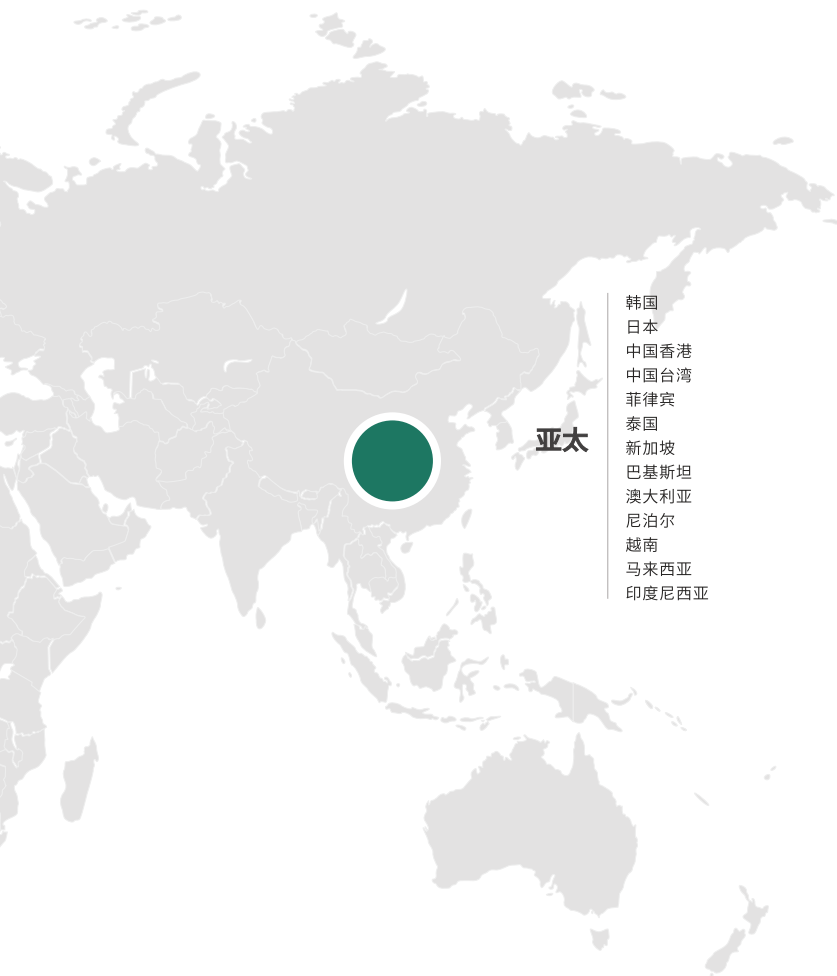 亚太
韩国
日本
中国香港
中国台湾
菲律宾
泰国
新加坡
巴基斯坦
澳大利亚
尼泊尔
越南
马来西亚
印度尼西亚